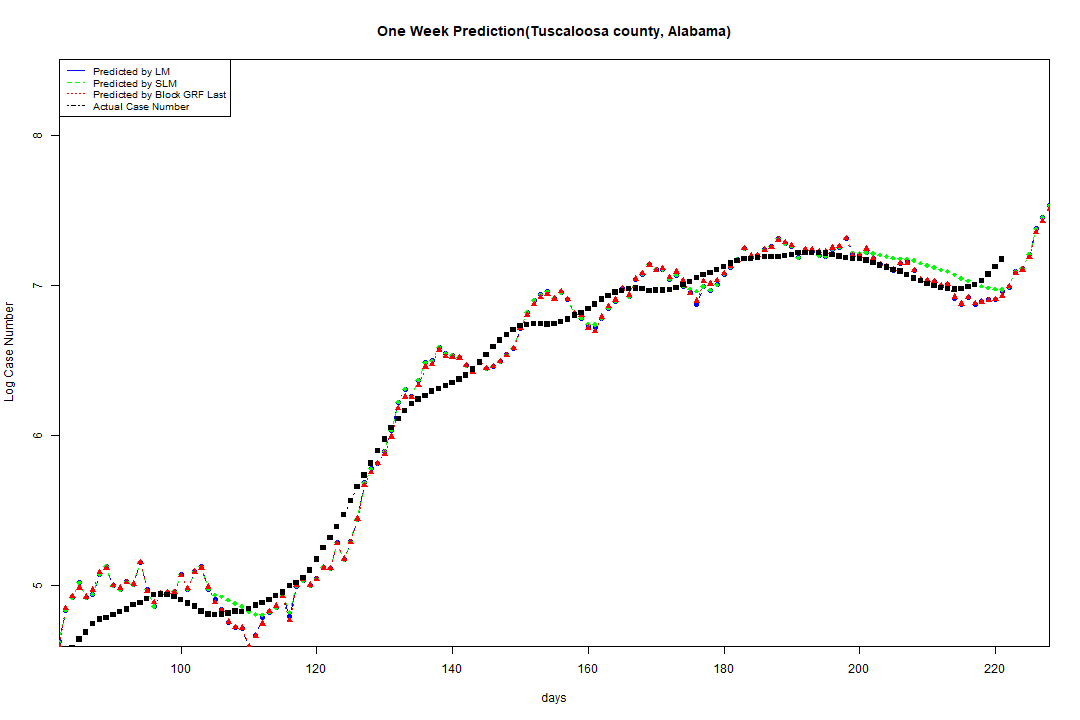 One Week Prediction(Tuscaloosa county, Alabama)
Predicted by LM
Predicted by SLM
Predicted by Block GRF Last
Actual Case Number
8
7
6
5
Log Case Number
100 120 140 160 180 200 220
days